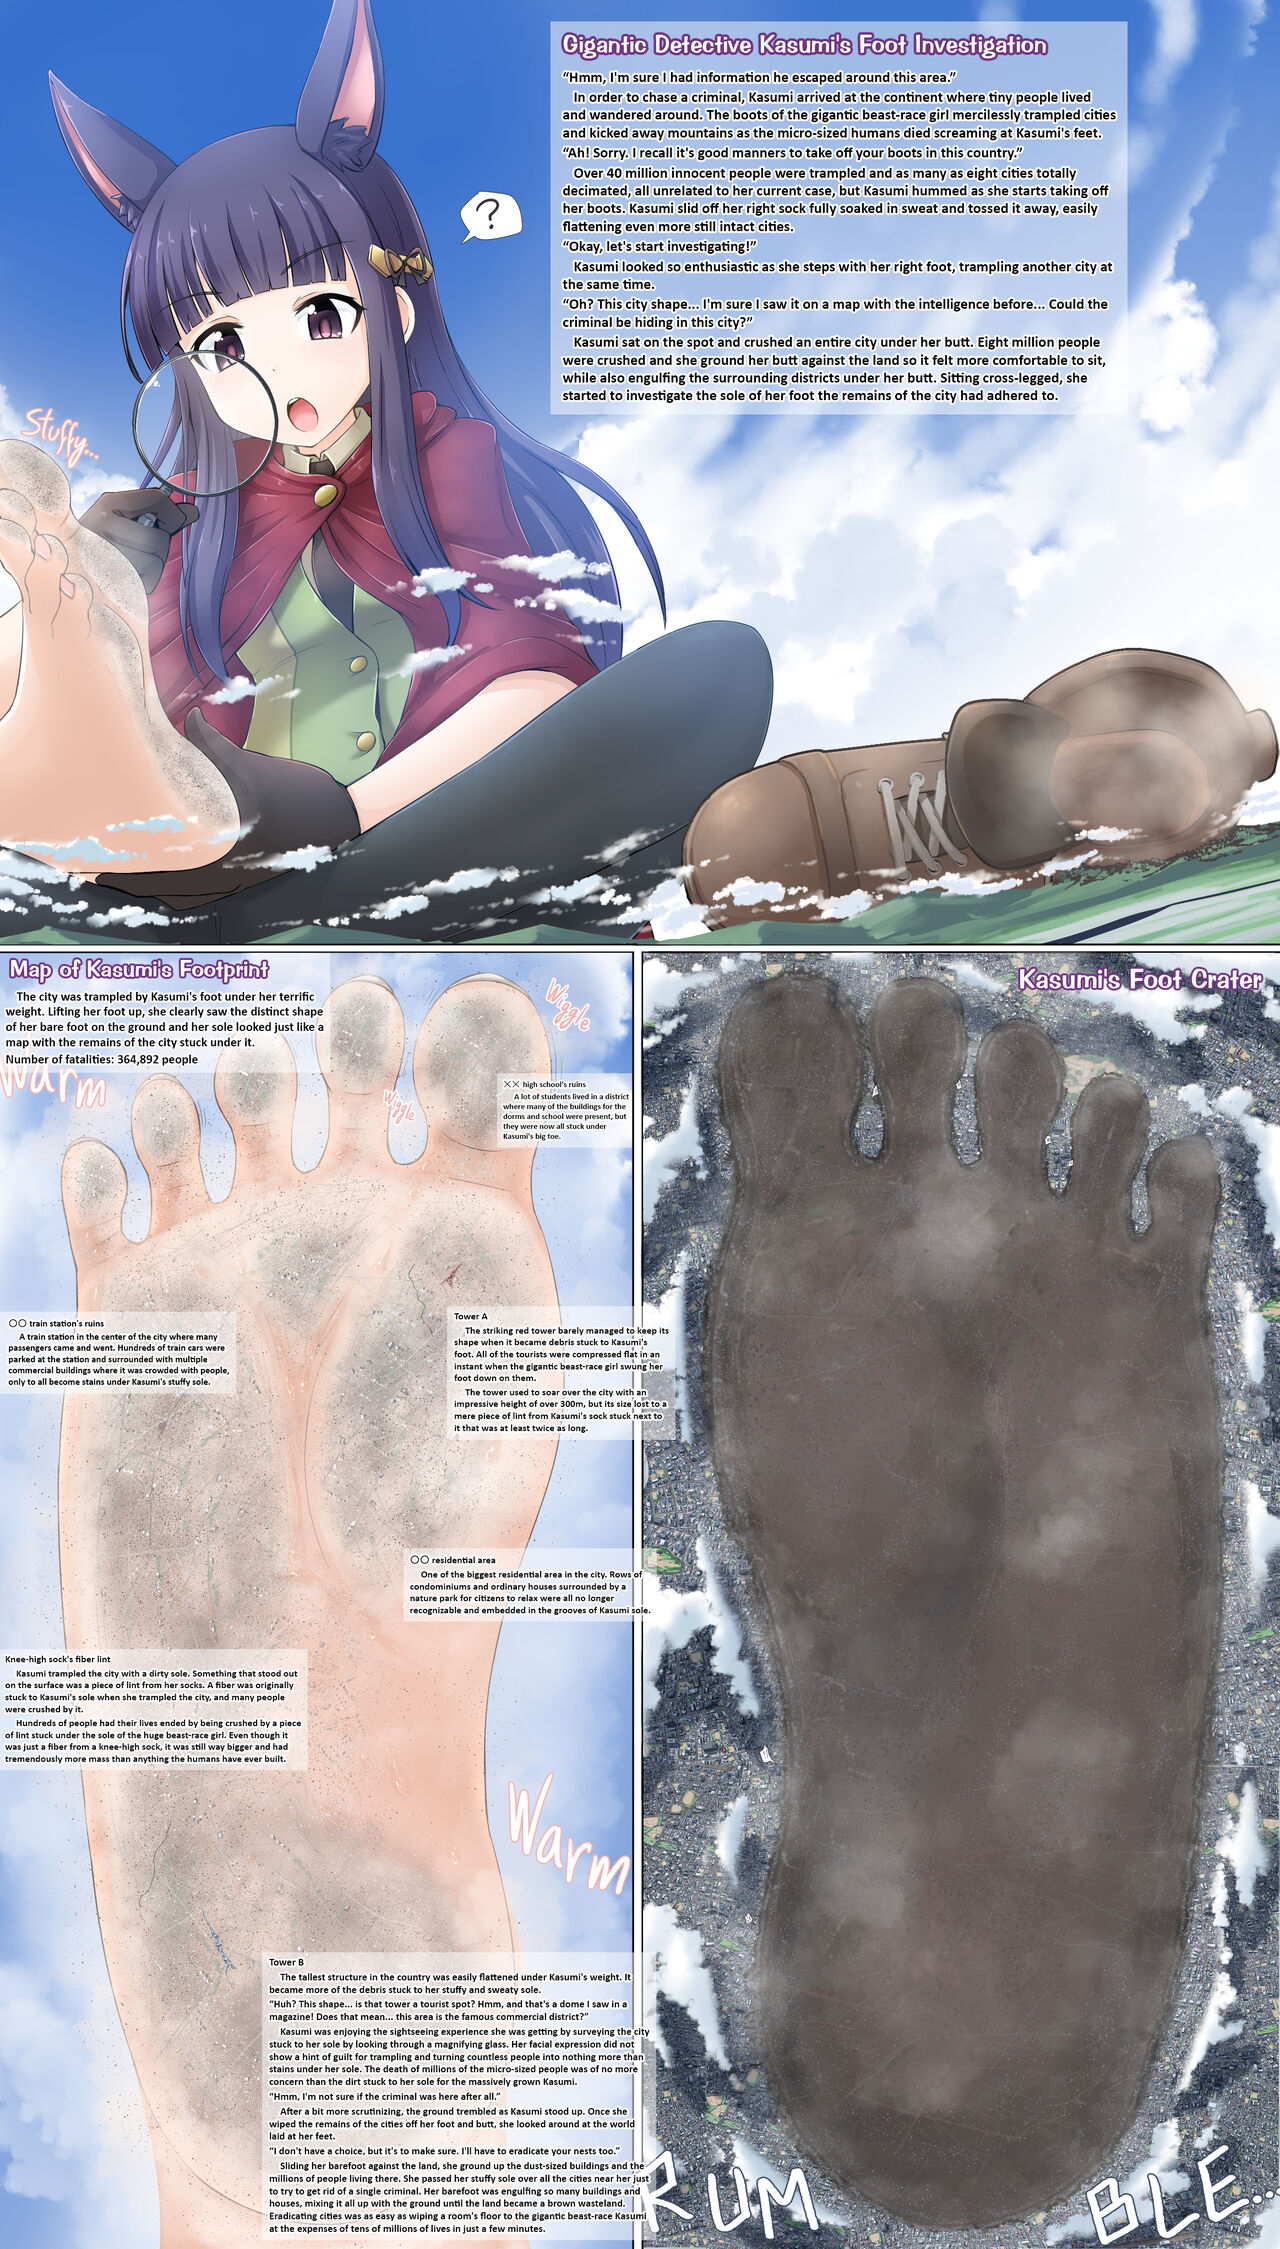 Gigantic Detective Kasumi's Foot Investigation
“Hmm, I'm sure I had information he escaped around this area.”
In order to chase a criminal, Kasumi arrived at the continent where tiny people lived
and wandered around. The boots of the gigantic beast-race girl mercilessly trampled cities
and kicked away mountains as the micro-sized humans died screaming at Kasumi's feet.
“Ah! Sorry. I recall it's good manners to take off your boots in this country.”
Over 40 million innocent people were trampled and as many as eight cities totally
decimated, all unrelated to her current case, but Kasumi hummed as she starts taking off
her boots. Kasumi slid off her right sock fully soaked in sweat and tossed it away, easily
flattening even more still intact cities.
“Okay, let's start investigating!”
Kasumi looked so enthusiastic as she steps with her right foot, trampling another city at
the same time.
“Oh? This city shape... I'm sure I saw it on a map with the intelligence before... Could the
criminal be hiding in this city?”
Kasumi sat on the spot and crushed an entire city under her butt. Eight million people
were crushed and she ground her butt against the land so it felt more comfortable to sit,
while also engulfing the surrounding districts under her butt. Sitting cross-legged, she
started to investigate the sole of her foot the remains of the city had adhered to.
?
Stuffy...
Map of Kasumi's Footprint
The city was trampled by Kasumi's foot under her terrific
weight. Lifting her foot up, she clearly saw the distinct shape
of her bare foot on the ground and her sole looked just like a
map with the remains of the city stuck under it.
Number of fatalities: 364,892 people
Warm
Wiggle
Wiggle
×× high school's ruins
A lot of students lived in a district
where many of the buildings for the
dorms and school were present, but
they were now all stuck under
Kasumi's big toe.
〇〇 train station's ruins
A train station in the center of the city where many
passengers came and went. Hundreds of train cars were
parked at the station and surrounded with multiple
commercial buildings where it was crowded with people,
only to all become stains under Kasumi's stuffy sole.
Tower A
The striking red tower barely managed to keep its
shape when it became debris stuck to Kasumi's
foot. All of the tourists were compressed flat in an
instant when the gigantic beast-race girl swung her
foot down on them.
The tower used to soar over the city with an
impressive height of over 300m, but its size lost to a
mere piece of lint from Kasumi's sock stuck next to
it that was at least twice as long.
〇〇 residential area
One of the biggest residential area in the city. Rows of
condominiums and ordinary houses surrounded by a
nature park for citizens to relax were all no longer
recognizable and embedded in the grooves of Kasumi sole.
Knee-high sock's fiber lint
Kasumi trampled the city with a dirty sole. Something that stood out
on the surface was a piece of lint from her socks. A fiber was originally
stuck to Kasumi's sole when she trampled the city, and many people
were crushed by it.
Hundreds of people had their lives ended by being crushed by a piece
of lint stuck under the sole of the huge beast-race girl. Even though it
was just a fiber from a knee-high sock, it was still way bigger and had
tremendously more mass than anything the humans have ever built.
Warm
Tower B
The tallest structure in the country was easily flattened under Kasumi's weight. It
became more of the debris stuck to her stuffy and sweaty sole.
“Huh? This shape... is that tower a tourist spot? Hmm, and that's a dome I saw in a
magazine! Does that mean... this area is the famous commercial district?”
Kasumi was enjoying the sightseeing experience she was getting by surveying the city
stuck to her sole by looking through a magnifying glass. Her facial expression did not
show a hint of guilt for trampling and turning countless people into nothing more than
stains under her sole. The death of millions of the micro-sized people was of no more
concern than the dirt stuck to her sole for the massively grown Kasumi.
“Hmm, I'm not sure if the criminal was here after all.”
After a bit more scrutinizing, the ground trembled as Kasumi stood up. Once she
wiped the remains of the cities off her foot and butt, she looked around at the world
laid at her feet.
“I don't have a choice, but it's to make sure. I'll have to eradicate your nests too.”
Sliding her barefoot against the land, she ground up the dust-sized buildings and the
millions of people living there. She passed her stuffy sole over all the cities near her just
to try to get rid of a single criminal. Her barefoot was engulfing so many buildings and
houses, mixing it all up with the ground until the land became a brown wasteland.
Eradicating cities was as easy as wiping a room's floor to the gigantic beast-race Kasumi
at the expenses of tens of millions of lives in just a few minutes.
Kasumi's Foot Crater
RUM
BLE...